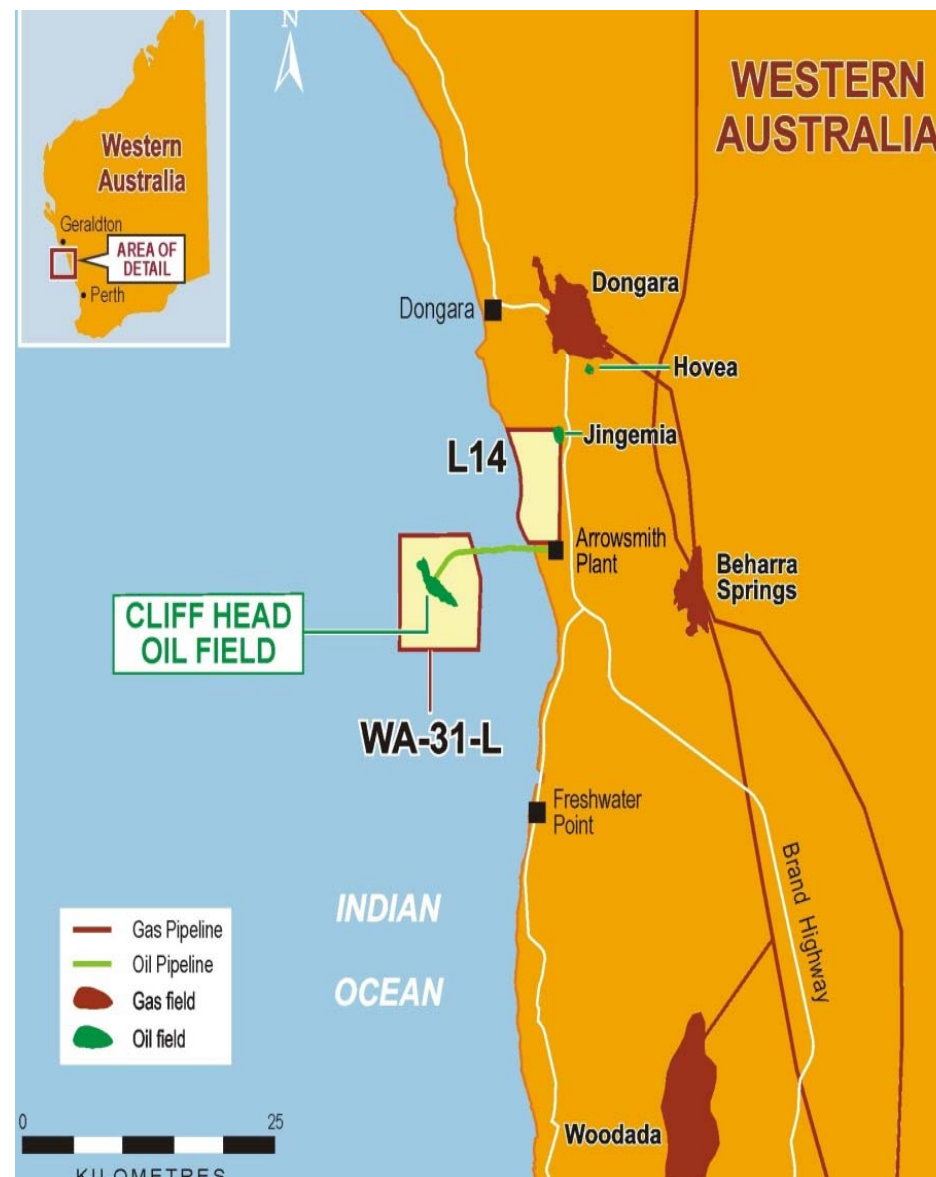 N
WESTERN
AUSTRALIA
Western
Australia
Geraldton
AREA OF
DETAIL
Perth
Dongara
Dongara
Hovea
Jingemia
L14
Arrowsmith
Plant
Beharra
Springs
CLIFF HEAD
OIL FIELD
WA-31-L
Freshwater
Point
Brand Highway
INDIAN
OCEAN
Gas Pipeline
Oil Pipeline
Gas field
Oil field
0 25
KILOMETRES
Woodada